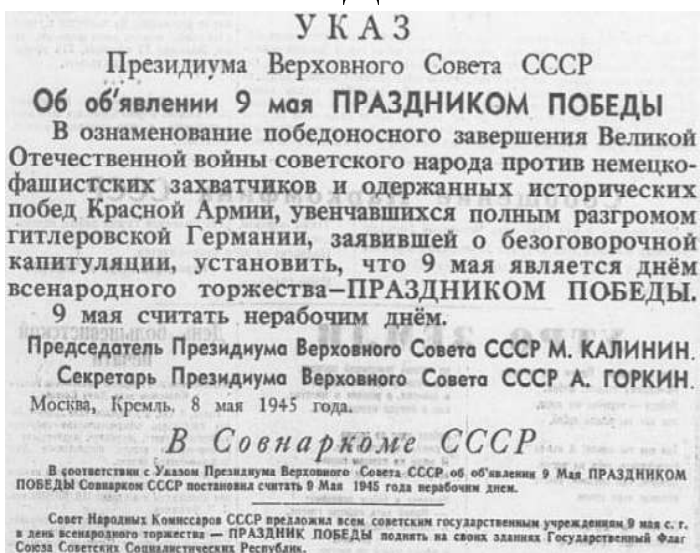 УКАЗ
Президиума Верховного Совета СССР
Об об'явлении 9 мая ПРАЗДНИКОМ ПОБЕДЫ
В ознаменование победоносного завершения Великой
Отечественной войны советского народа против немецко-
фашистских захватчиков и одержанных исторических
побед Красной Армии, увенчавшихся полным разгромом
гитлеровской Германии, заявившей о безоговорочной
капитуляции, установить, что 9 мая является днём
всенародного торжества—ПРАЗДНИКОМ ПОБЕДЫ.
9 мая считать нерабочим днём.
Председатель Президиума Верховного Совета СССР М. КАЛИНИН.
Секретарь Президиума Верховного Совета СССР А. ГОРКИН.
Москва, Кремль. 8 мая 1945 года.
В Совнаркоме СССР
В соответствии с Указом Президиума Верховного Совета СССР об об'явлении 9 Мая ПРАЗДНИКОМ
ПОБЕДЫ Совнарком СССР постановил считать 9 Мая 1945 года нерабочим днем.
Совет Народных Комиссаров СССР предложил всем советским государственным учреждениям 9 мая с. г.
в день всенародного торжества — ПРАЗДНИК ПОБЕДЫ поднять на своих зданиях Государственный Флаг
Союза Советских Социалистических Республик.